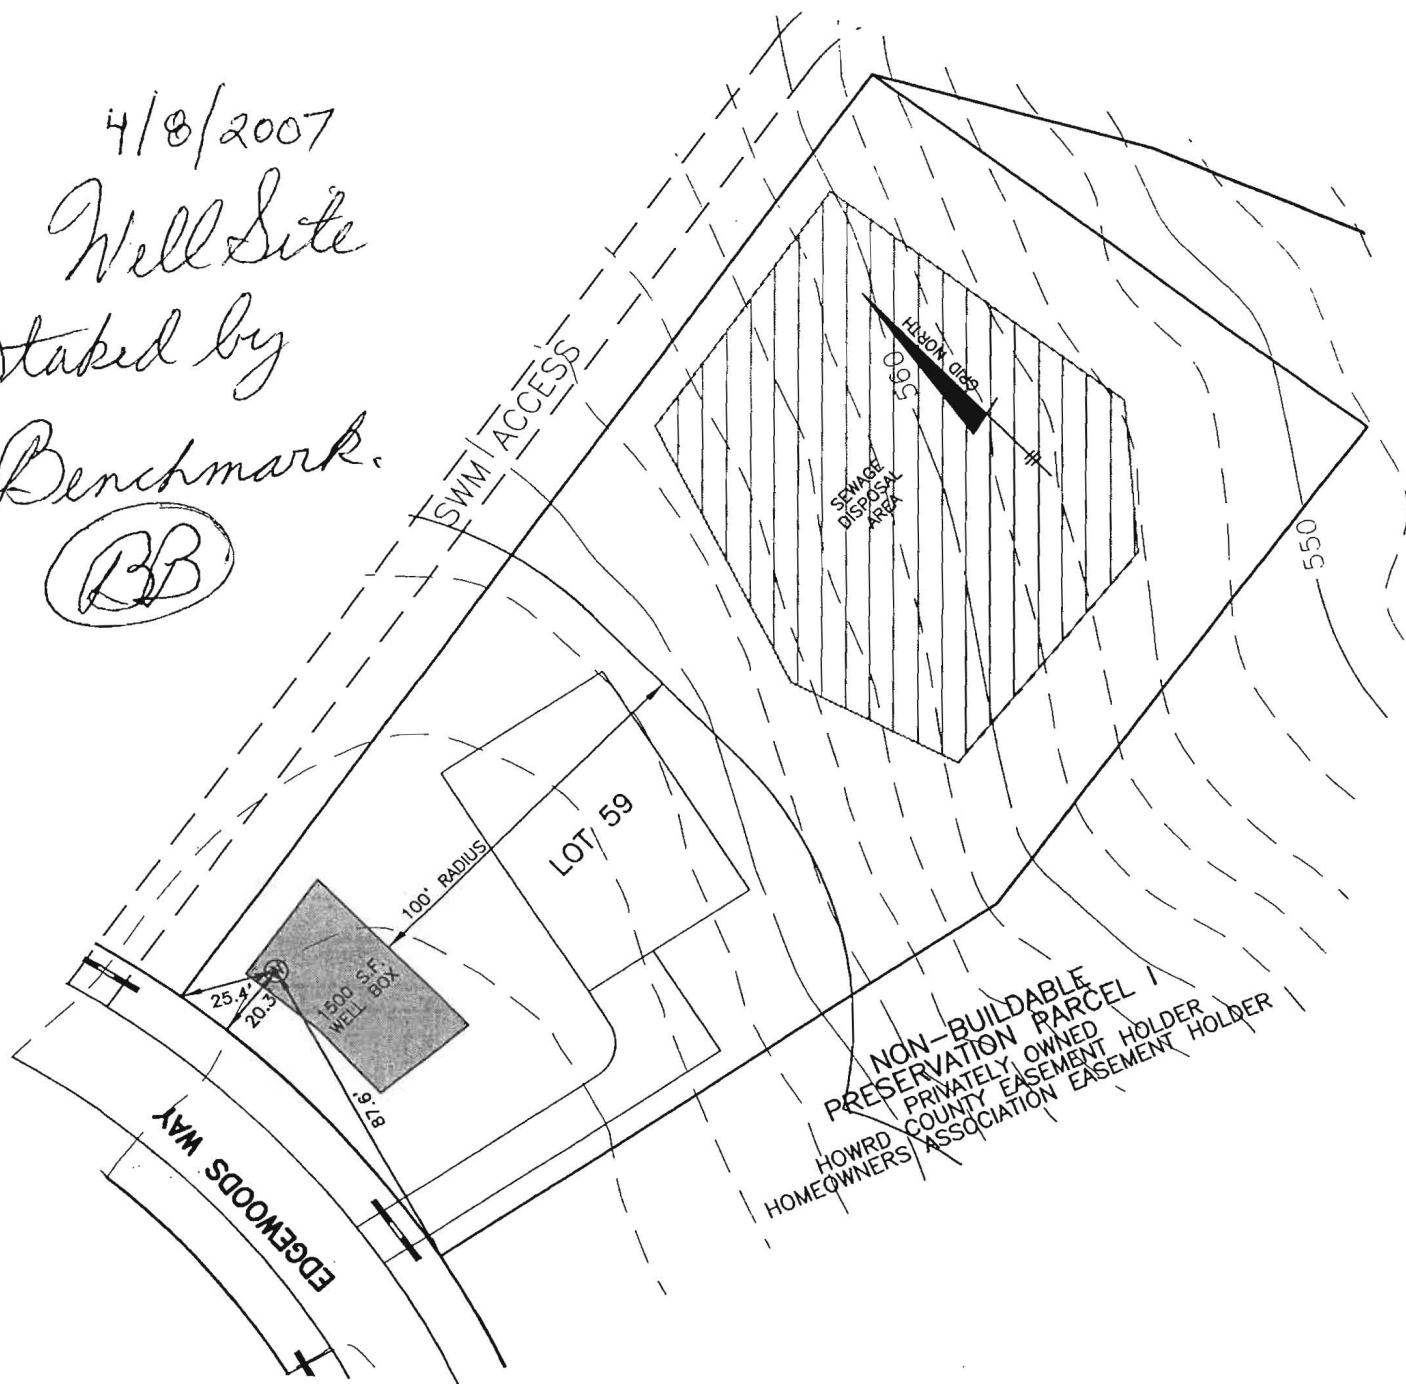 4/8/2007
Well Site
staked by
Benchmark.
RB
SWM ACCESS
GRID NORTH
560
SEWAGE
DISPOSAL
AREA
550
LOT 59
100' RADIUS
W
1500 S.F.
WELL BOX
25.4'
20.3'
87.6'
EDGEWOODS WAY
NON-BUILDABLE
PRESERVATION PARCEL I
PRIVATELY OWNED
HOWRD COUNTY EASEMENT HOLDER
HOMEOWNERS ASSOCIATION EASEMENT HOLDER